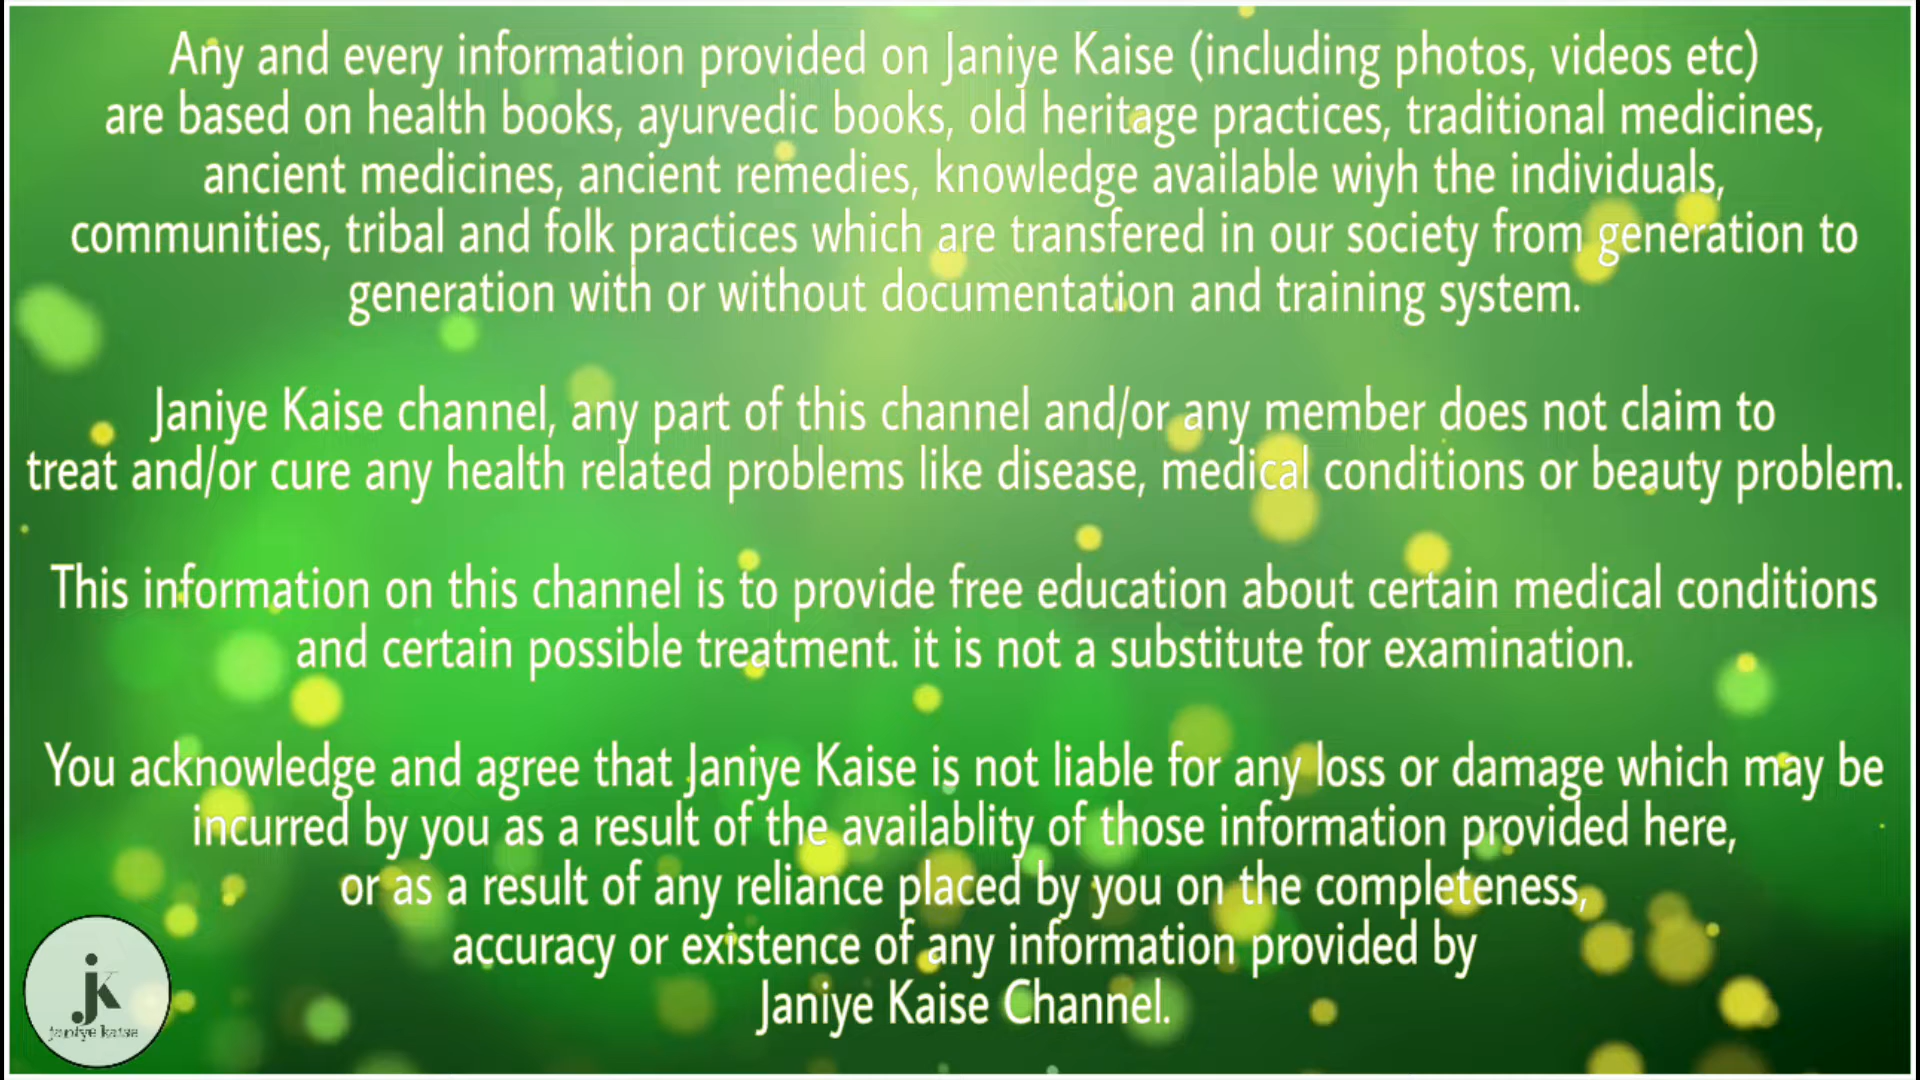 Any and every information provided on Janiye Kaise (including photos, videos etc)
are based on health books, ayurvedic books, old heritage practices, traditional medicines,
ancient medicines, ancient remedies, knowledge available wiyh the individuals,
communities, tribal and folk practices which are transfered in our society from generation to
generation with or without documentation and training system.
Janiye Kaise channel, any part of this channel and/or any member does not claim to
treat and/or cure any health related problems like disease, medical conditions or beauty problem.
This information on this channel is to provide free education about certain medical conditions
and certain possible treatment. it is not a substitute for examination.
You acknowledge and agree that Janiye Kaise is not liable for any loss or damage which may be
incurred by you as a result of the availablity of those information provided here,
or as a result of any reliance placed by you on the completeness,
accuracy or existence of any information provided by
Janiye Kaise Channel.
jk
janiye kaise